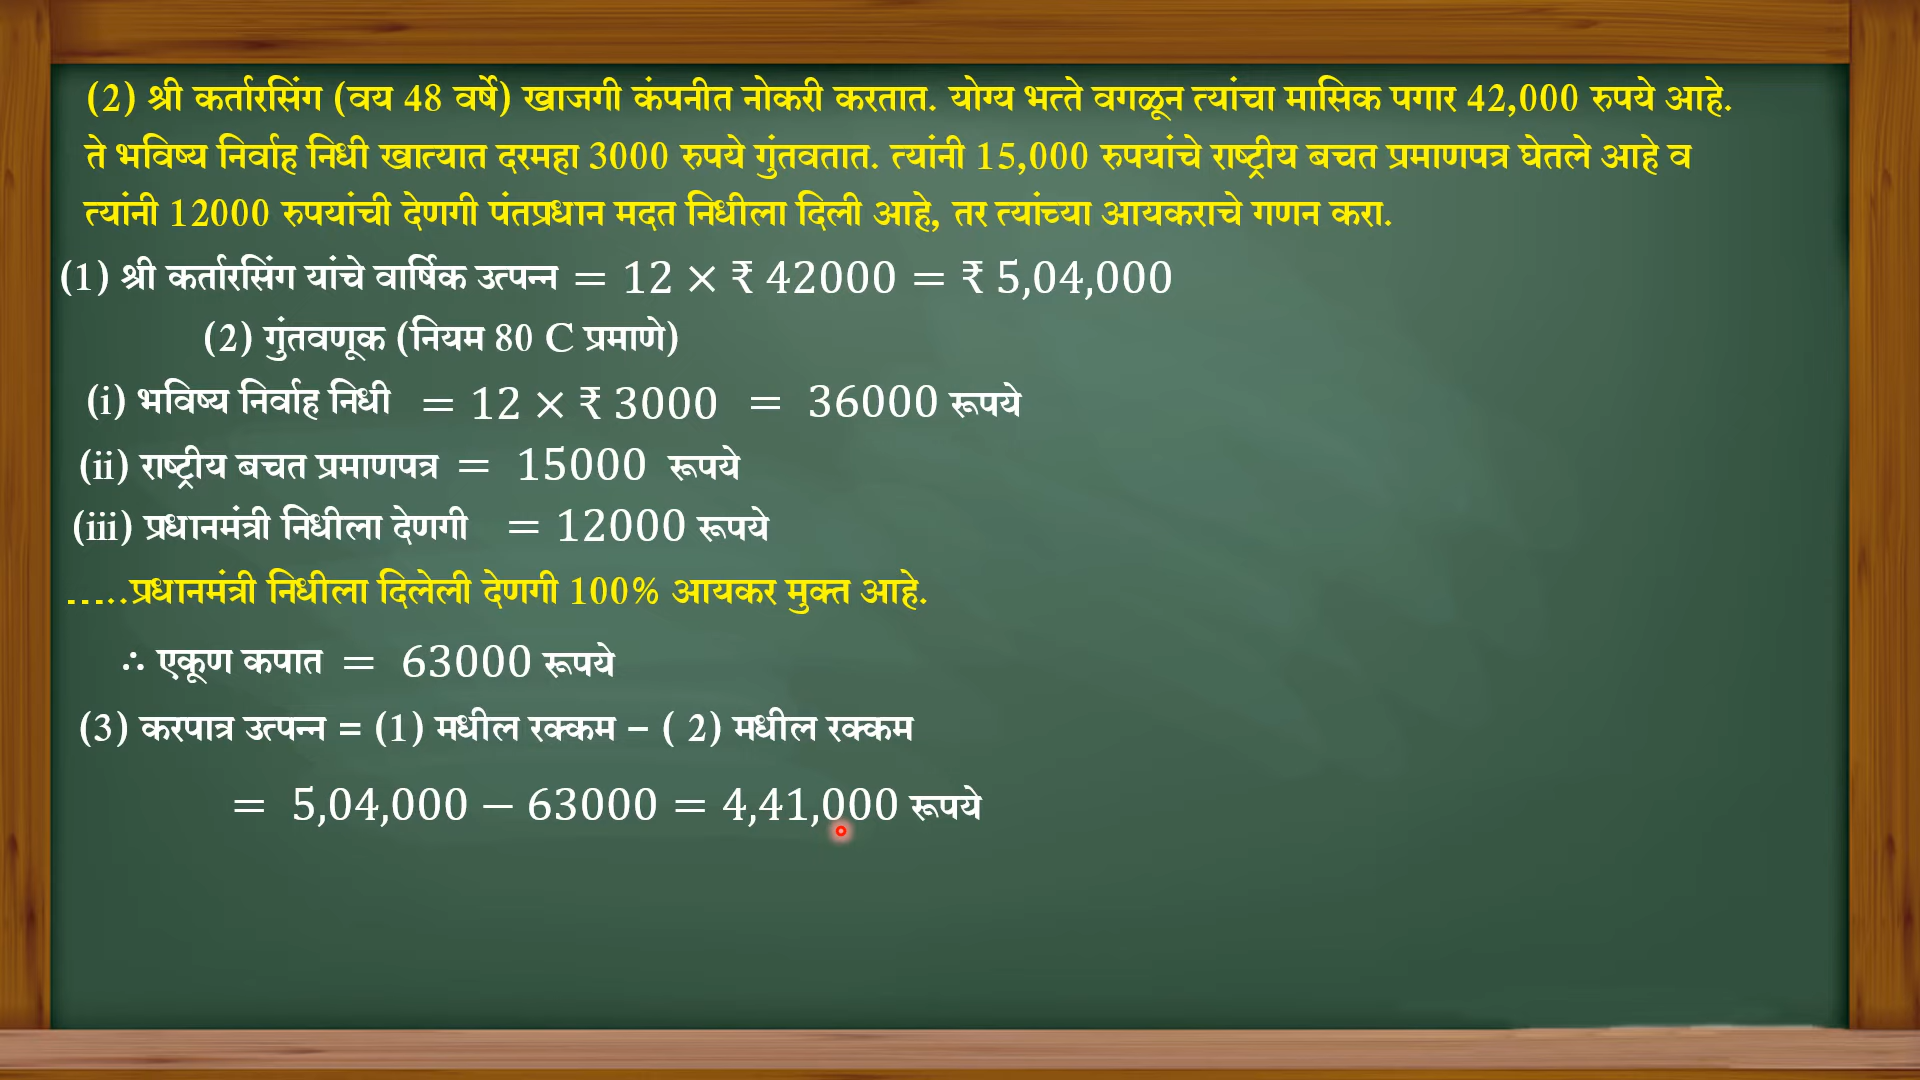 (2) श्री कर्तारसिंग (वय 48 वर्षे) खाजगी कंपनीत नोकरी करतात. योग्य भत्ते वगळून त्यांचा मासिक पगार 42,000 रुपये आहे.
ते भविष्य निर्वाह निधी खात्यात दरमहा 3000 रुपये गुंतवतात. त्यांनी 15,000 रुपयांचे राष्ट्रीय बचत प्रमाणपत्र घेतले आहे व
त्यांनी 12000 रुपयांची देणगी पंतप्रधान मदत निधीला दिली आहे, तर त्यांच्या आयकराचे गणन करा.
(1) श्री कर्तारसिंग यांचे वार्षिक उत्पन्न = 12 × ₹ 42000 = ₹ 5,04,000
(2) गुंतवणूक (नियम 80 C प्रमाणे)
(i) भविष्य निर्वाह निधी = 12 × ₹ 3000 = 36000 रूपये
(ii) राष्ट्रीय बचत प्रमाणपत्र = 15000 रूपये
(iii) प्रधानमंत्री निधीला देणगी = 12000 रूपये
.....प्रधानमंत्री निधीला दिलेली देणगी 100% आयकर मुक्त आहे.
∴ एकूण कपात = 63000 रूपये
(3) करपात्र उत्पन्न = (1) मधील रक्कम – ( 2) मधील रक्कम
= 5,04,000 − 63000 = 4,41,000 रूपये